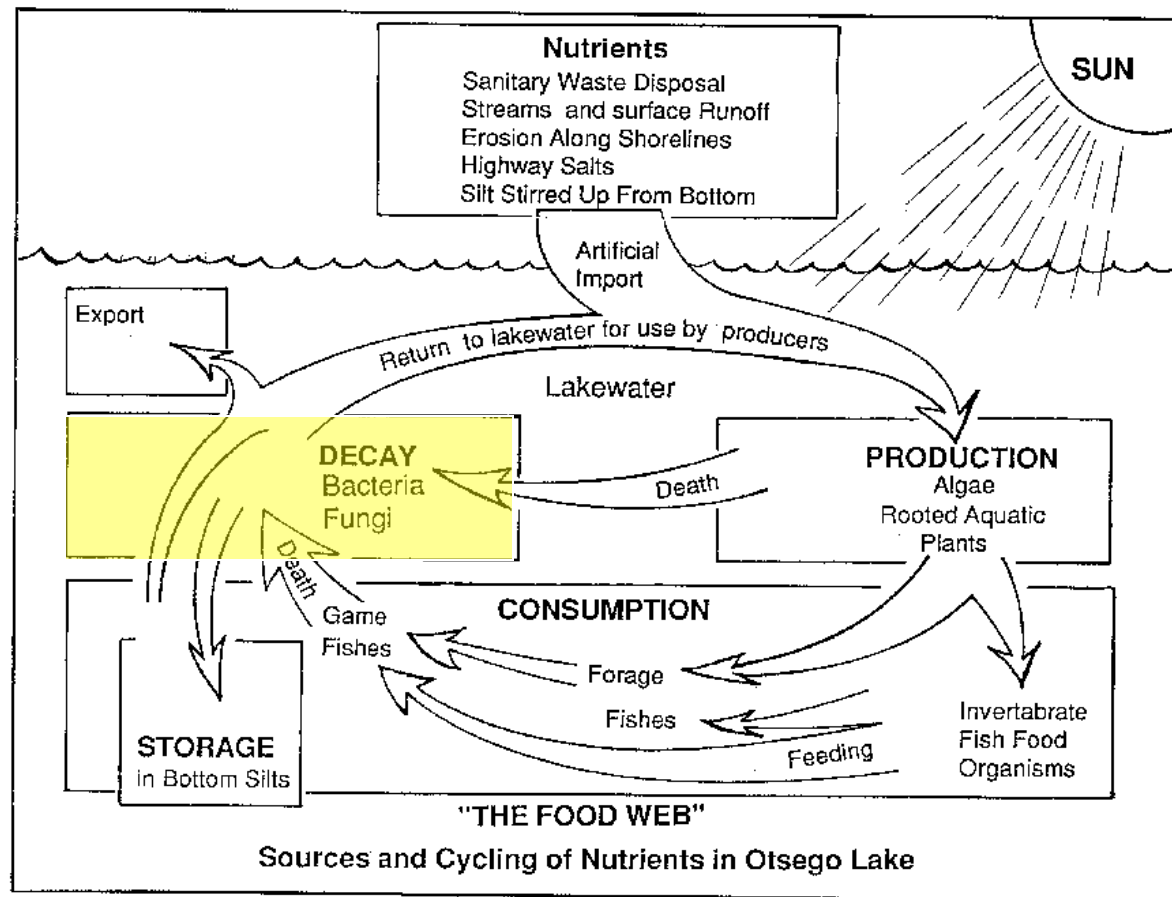 Nutrients
Sanitary Waste Disposal
Streams and surface Runoff
Erosion Along Shorelines
Highway Salts
Silt Stirred Up From Bottom
SUN
Artificial
Import
Export
Return to lakewater for use by producers
Lakewater
DECAY
Bacteria
Fungi
Death
PRODUCTION
Algae
Rooted Aquatic
Plants
Death
CONSUMPTION
Game
Fishes
Forage
Fishes
Feeding
Invertabrate
Fish Food
Organisms
STORAGE
in Bottom Silts
"THE FOOD WEB"
Sources and Cycling of Nutrients in Otsego Lake